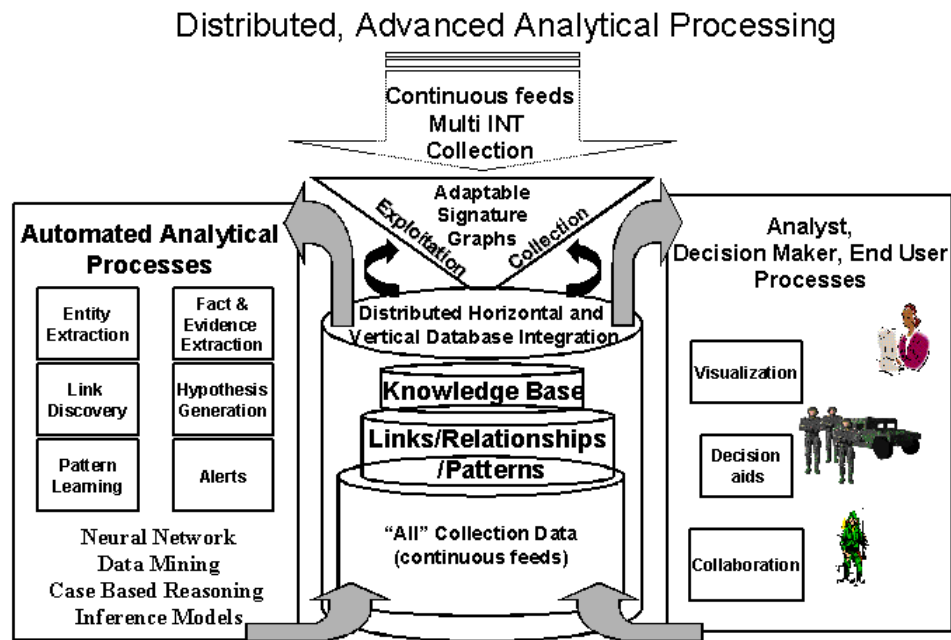 Distributed, Advanced Analytical Processing
Continuous feeds
Multi INT
Collection
Adaptable
Signature
Graphs
Exploitation
Collection
Automated Analytical
Processes
Entity
Extraction
Fact &
Evidence
Extraction
Link
Discovery
Hypothesis
Generation
Pattern
Learning
Alerts
Neural Network
Data Mining
Case Based Reasoning
Inference Models
Distributed Horizontal and
Vertical Database Integration
Knowledge Base
Links/Relationships
/Patterns
“All” Collection Data
(continuous feeds)
Analyst,
Decision Maker, End User
Processes
Visualization
Decision
aids
Collaboration